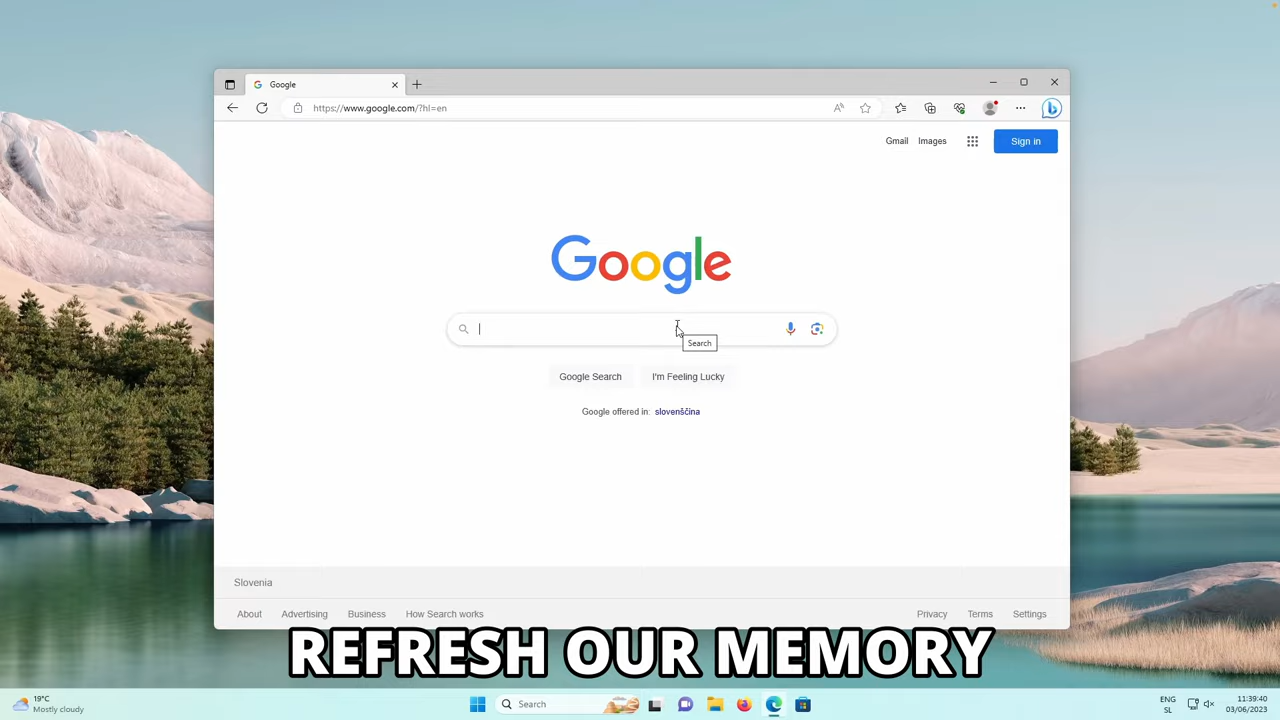 Google
https://www.google.com/?hl=en
Gmail Images Sign in
Google
Search
Google Search I'm Feeling Lucky
Google offered in: slovenščina
Slovenia
About Advertising Business How Search works Privacy Terms Settings
REFRESH OUR MEMORY
19°C
Mostly cloudy
Search
ENG
SL
11:39:40
03/06/2023